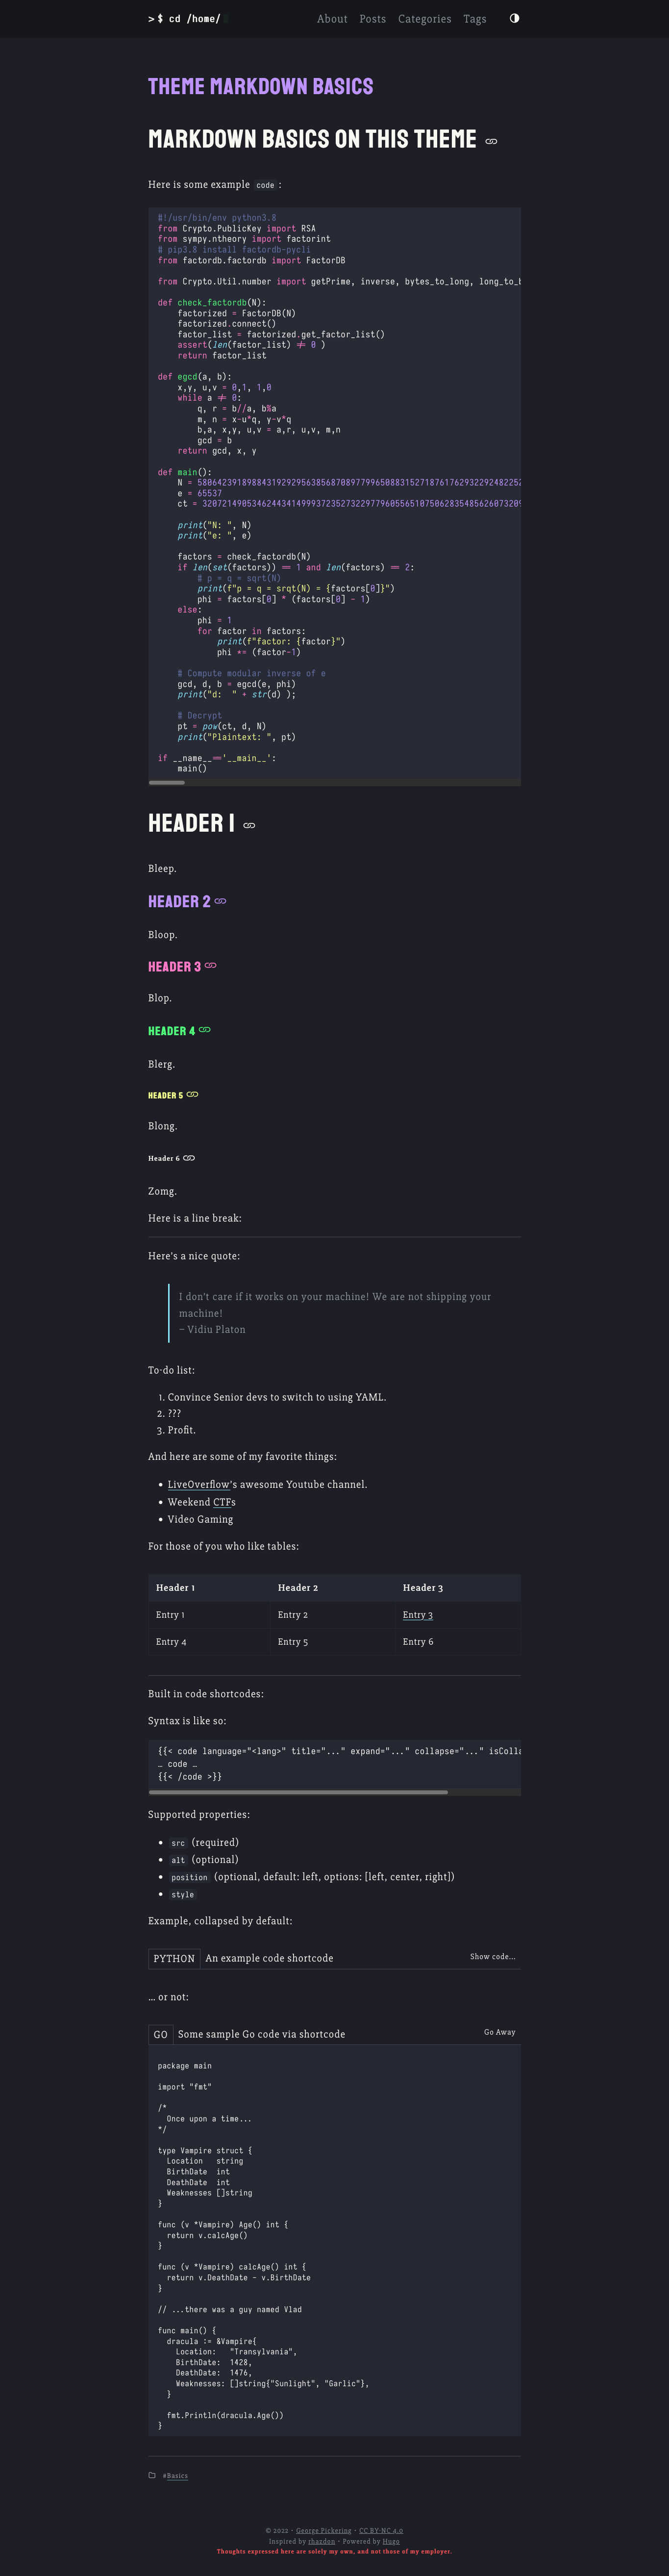 > $ cd /home/
About Posts Categories Tags
THEME MARKDOWN BASICS
MARKDOWN BASICS ON THIS THEME
Here is some example code :
#!/usr/bin/env python3.8
from Crypto.PublicKey import RSA
from sympy.ntheory import factorint
# pip3.8 install factordb-pycli
from factordb.factordb import FactorDB
from Crypto.Util.number import getPrime, inverse, bytes_to_long, long_to_b
def check_factordb(N):
factorized = FactorDB(N)
factorized.connect()
factor_list = factorized.get_factor_list()
assert(len(factor_list) ≠ 0 )
return factor_list
def egcd(a, b):
x,y, u,v = 0,1, 1,0
while a ≠ 0:
q, r = b//a, b%a
m, n = x-u*q, y-v*q
b,a, x,y, u,v = a,r, u,v, m,n
gcd = b
return gcd, x, y
def main():
N =
e = 65537
ct =
print("N: ", N)
print("e: ", e)
factors = check_factordb(N)
if len(set(factors)) == 1 and len(factors) == 2:
# p = q = sqrt(N)
print(f"p = q = srqt(N) = {factors[0]}")
phi = factors[0] * (factors[0] - 1)
else:
phi = 1
for factor in factors:
print(f"factor: {factor}")
phi *= (factor-1)
# Compute modular inverse of e
gcd, d, b = egcd(e, phi)
print("d:  " + str(d) );
# Decrypt
pt = pow(ct, d, N)
print("Plaintext: ", pt)
if __name__=='__main__':
main()
HEADER 1
Bleep.
HEADER 2
Bloop.
HEADER 3
Blop.
HEADER 4
Blerg.
HEADER 5
Blong.
Header 6
Zomg.
Here is a line break:
Here's a nice quote:
I don't care if it works on your machine! We are not shipping your
machine!
– Vidiu Platon
To-do list:
1. Convince Senior devs to switch to using YAML.
2. ???
3. Profit.
And here are some of my favorite things:
• LiveOverflow's awesome Youtube channel.
• Weekend CTFs
• Video Gaming
For those of you who like tables:
Header 1 Header 2 Header 3
Entry 1 Entry 2 Entry 3
Entry 4 Entry 5 Entry 6
Built in code shortcodes:
Syntax is like so:
{{< code language="<lang>" title="..." expand="..." collapse="..." isColla
… code …
{{< /code >}}
Supported properties:
• src (required)
• alt (optional)
• position (optional, default: left, options: [left, center, right])
• style
Example, collapsed by default:
PYTHON An example code shortcode Show code...
… or not:
GO Some sample Go code via shortcode Go Away
package main
import "fmt"
/*
Once upon a time...
*/
type Vampire struct {
Location   string
BirthDate  int
DeathDate  int
Weaknesses []string
}
func (v *Vampire) Age() int {
return v.calcAge()
}
func (v *Vampire) calcAge() int {
return v.DeathDate - v.BirthDate
}
// ...there was a guy named Vlad
func main() {
dracula := &Vampire{
Location:   "Transylvania",
BirthDate:  1428,
DeathDate:  1476,
Weaknesses: []string{"Sunlight", "Garlic"},
}
fmt.Println(dracula.Age())
}
#Basics
© 2022 · George Pickering · CC BY-NC 4.0
Inspired by rhazdon · Powered by Hugo
Thoughts expressed here are solely my own, and not those of my employer.